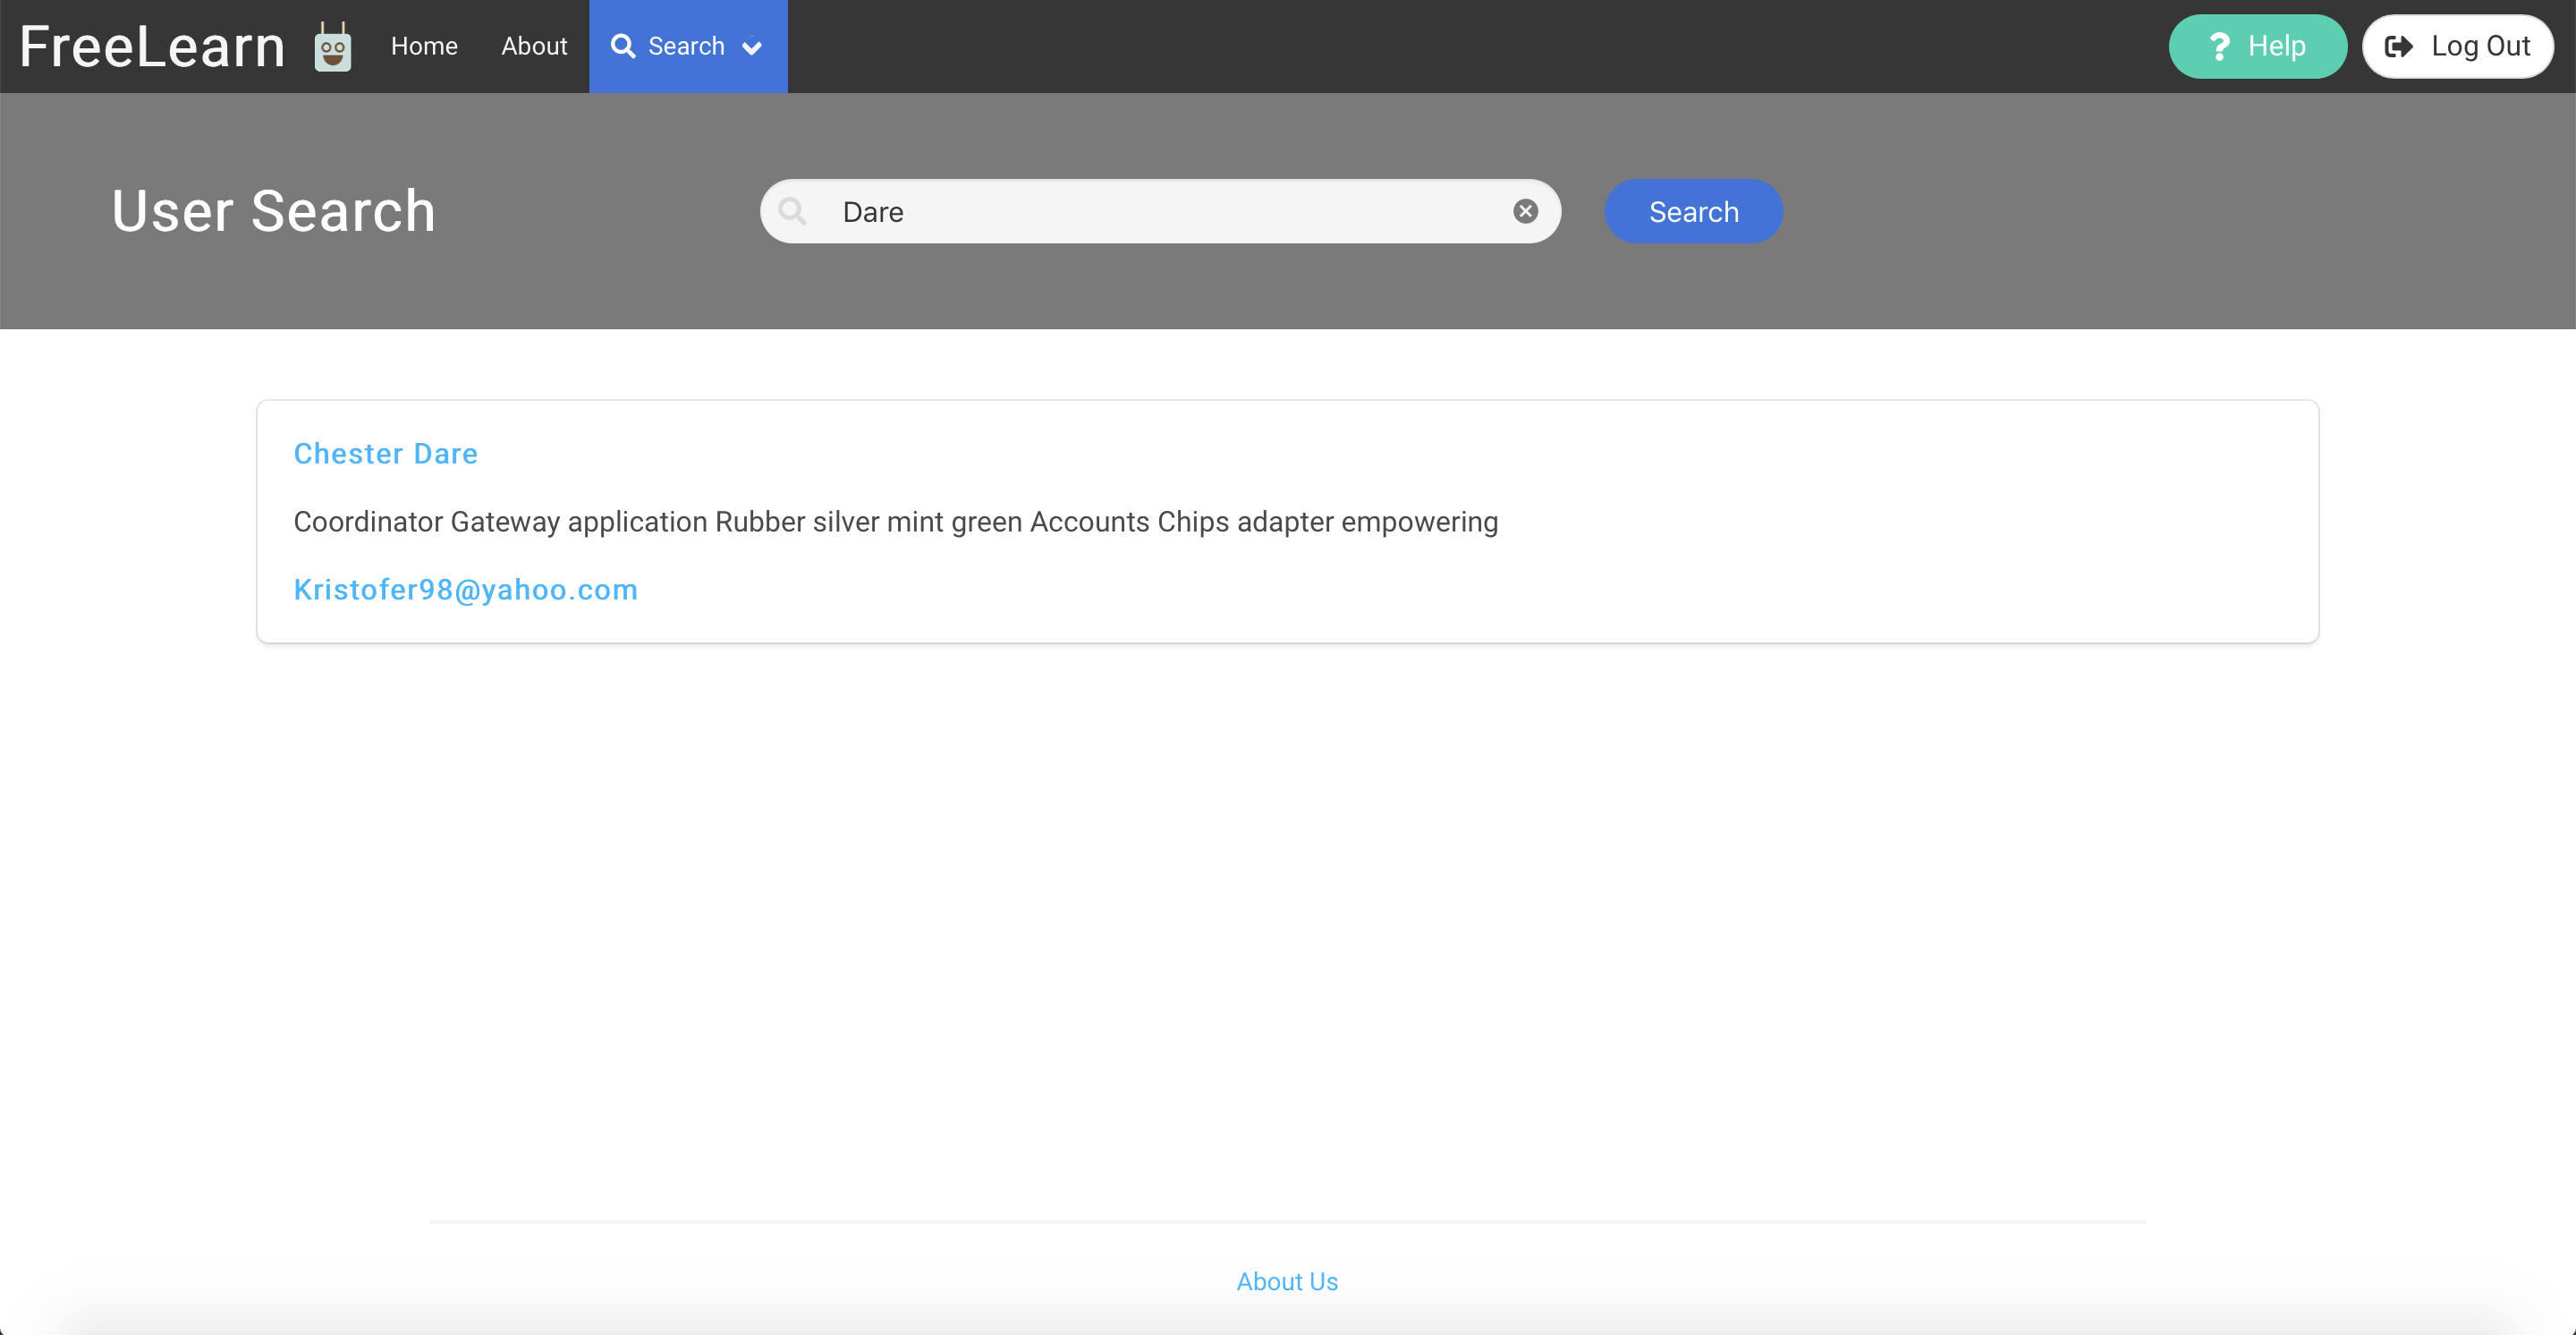 FreeLearn Home About Search Help Log Out
User Search Dare Search
Chester Dare
Coordinator Gateway application Rubber silver mint green Accounts Chips adapter empowering
Kristofer98@yahoo.com
About Us